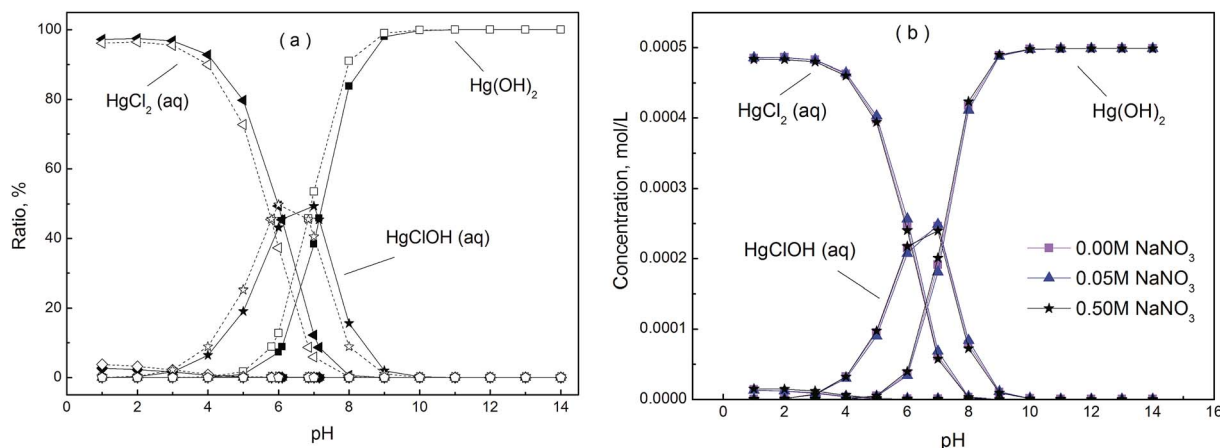 ( a )
100
80
60
40
20
0
Ratio, %
HgCl₂ (aq)
Hg(OH)₂
HgClOH (aq)
0 2 4 6 8 10 12 14
pH
( b )
0.0005
0.0004
0.0003
0.0002
0.0001
0.0000
Concentration, mol/L
HgCl₂ (aq)
Hg(OH)₂
HgClOH (aq)
0.00M NaNO₃
0.05M NaNO₃
0.50M NaNO₃
0 2 4 6 8 10 12 14 16
pH